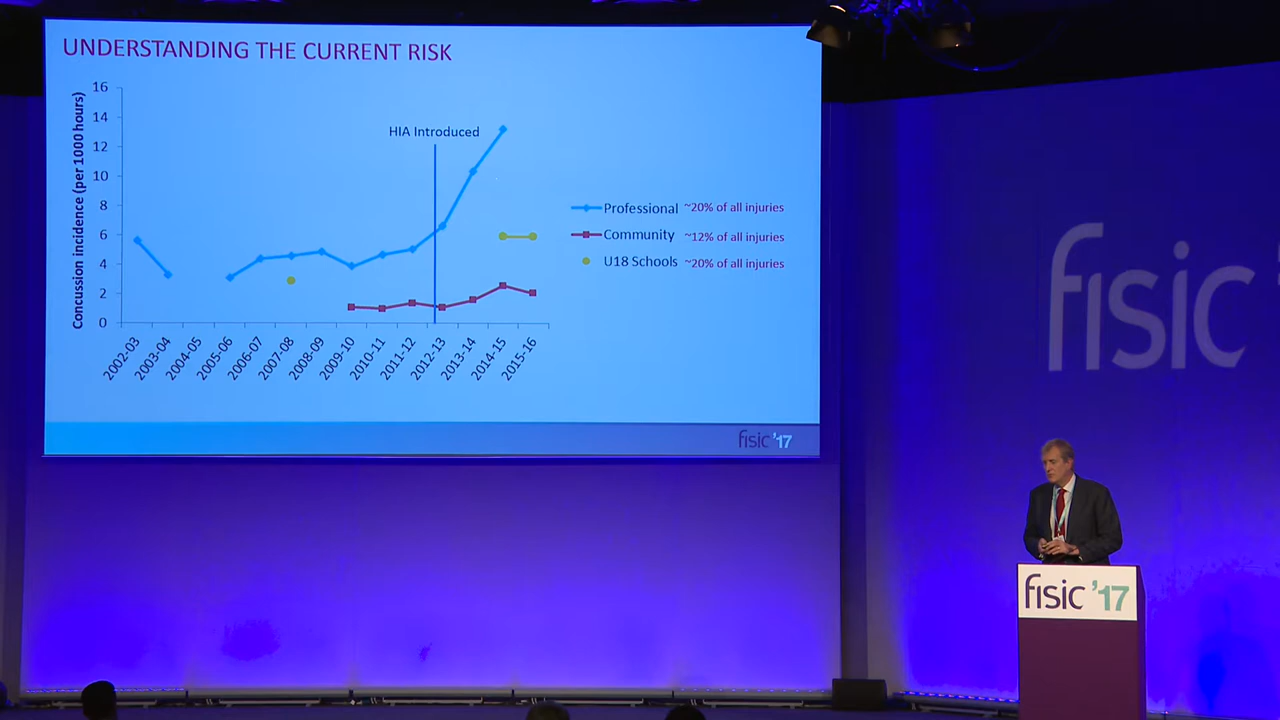 UNDERSTANDING THE CURRENT RISK
Concussion incidence (per 1000 hours)
16
14
12
10
8
6
4
2
0
HIA Introduced
2002-03
2003-04
2004-05
2005-06
2006-07
2007-08
2008-09
2009-10
2010-11
2011-12
2012-13
2013-14
2014-15
2015-16
Professional ~20% of all injuries
Community ~12% of all injuries
U18 Schools ~20% of all injuries
fisic '17
fisic
fisic '17